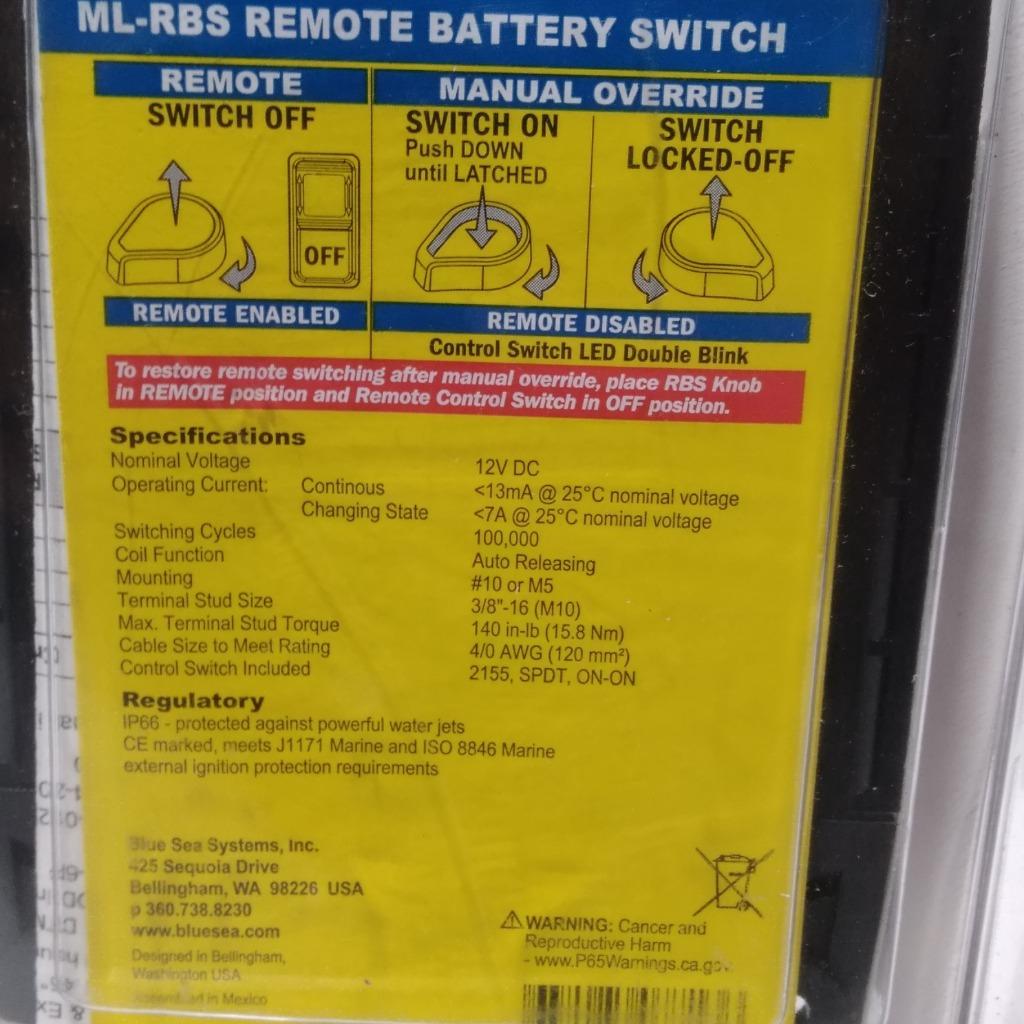 ML-RBS REMOTE BATTERY SWITCH
REMOTE
SWITCH OFF
OFF
REMOTE ENABLED
MANUAL OVERRIDE
SWITCH ON
Push DOWN
until LATCHED
SWITCH
LOCKED-OFF
REMOTE DISABLED
Control Switch LED Double Blink
To restore remote switching after manual override, place RBS Knob
in REMOTE position and Remote Control Switch in OFF position.
Specifications
Nominal Voltage 12V DC
Operating Current: Continous <13mA @ 25°C nominal voltage
Changing State <7A @ 25°C nominal voltage
Switching Cycles 100,000
Coil Function Auto Releasing
Mounting #10 or M5
Terminal Stud Size 3/8"-16 (M10)
Max. Terminal Stud Torque 140 in-lb (15.8 Nm)
Cable Size to Meet Rating 4/0 AWG (120 mm²)
Control Switch Included 2155, SPDT, ON-ON
Regulatory
IP66 - protected against powerful water jets
CE marked, meets J1171 Marine and ISO 8846 Marine
external ignition protection requirements
Blue Sea Systems, Inc.
425 Sequoia Drive
Bellingham, WA 98226 USA
p 360.738.8230
www.bluesea.com
Designed in Bellingham,
Washington USA
Assembled in Mexico
WARNING: Cancer and
Reproductive Harm
- www.P65Warnings.ca.gov